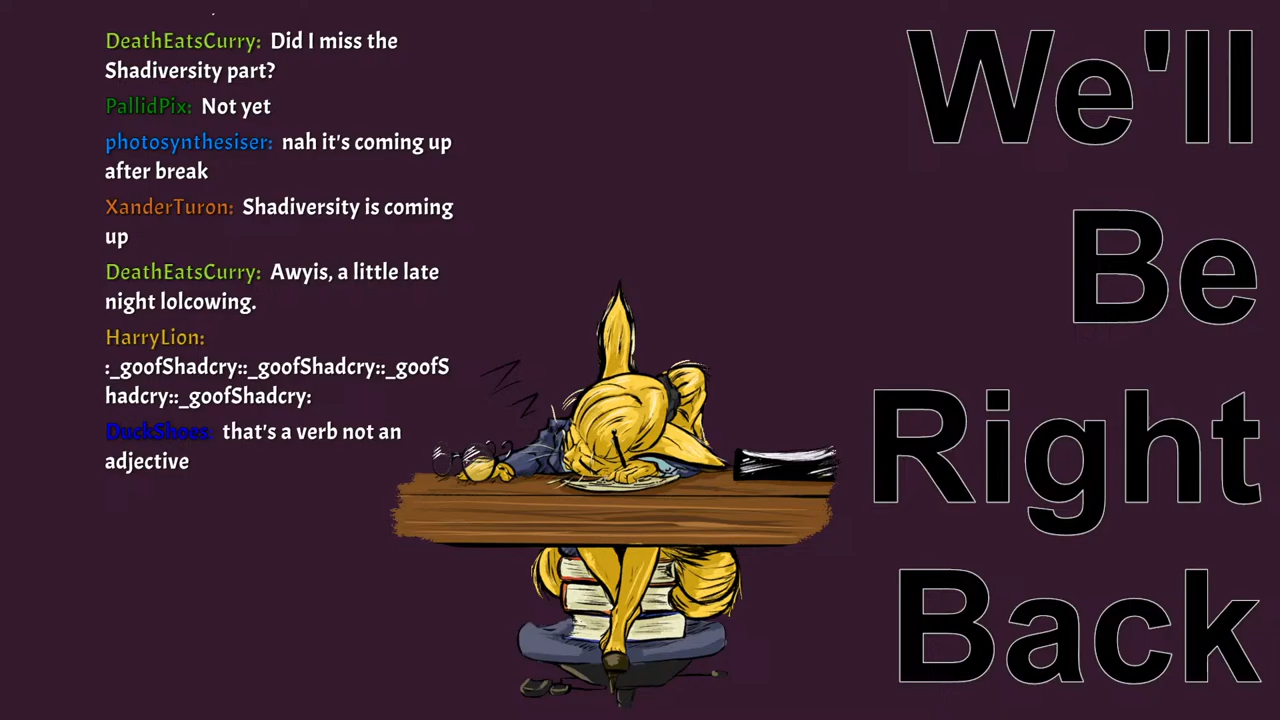 DeathEatsCurry: Did I miss the
Shadiversity part?
PallidPix: Not yet
photosynthesiser: nah it's coming up
after break
XanderTuron: Shadiversity is coming
up
DeathEatsCurry: Awyis, a little late
night lolcowing.
HarryLion:
:_goofShadcry::_goofShadcry::_goofS
hadcry::_goofShadcry:
DuckShoes: that's a verb not an
adjective
We'll
Be
Right
Back